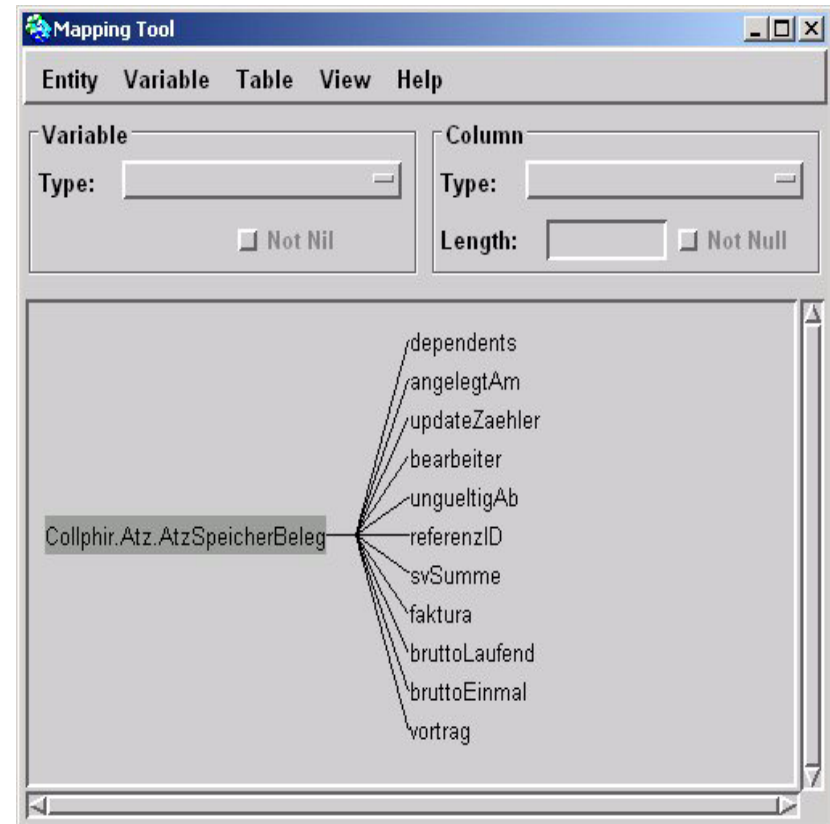 Mapping Tool
Entity Variable Table View Help
Variable
Type:
Not Nil
Column
Type:
Length: Not Null
dependents
angelegtAm
updateZaehler
bearbeiter
ungueltigAb
Collphir.Atz.AtzSpeicherBeleg referenzID
svSumme
faktura
bruttoLaufend
bruttoEinmal
vortrag